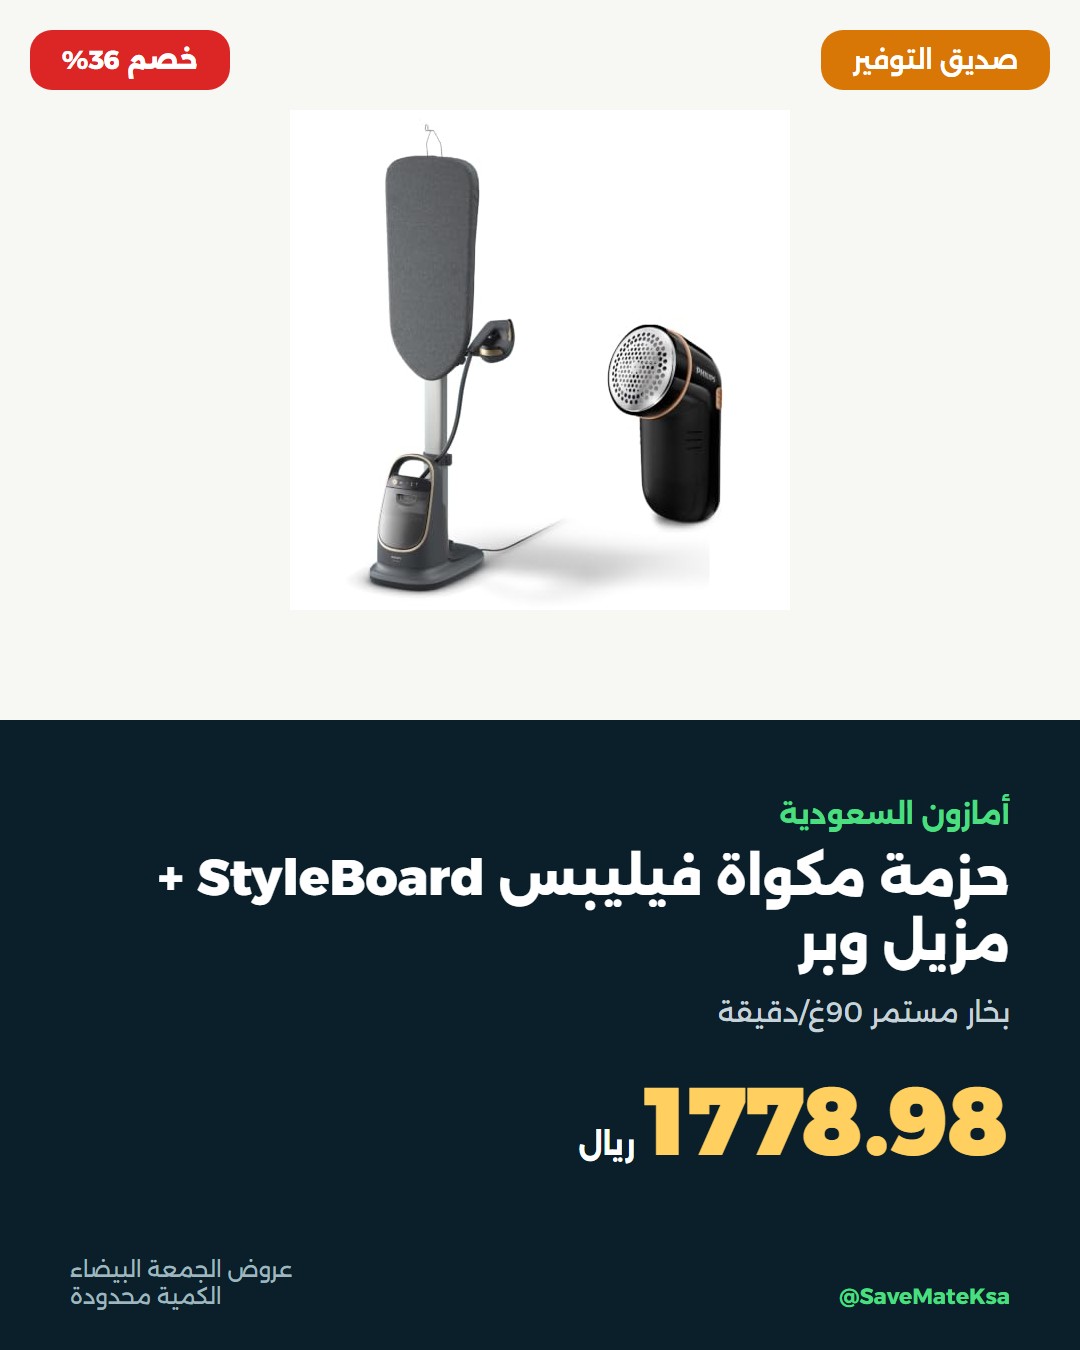 صديق التوفير
خصم 36%
PHILIPS
أمازون السعودية
حزمة مكواة فيليبس StyleBoard +
مزيل وبر
بخار مستمر 90غ/دقيقة
1778.98 ريال
عروض الجمعة البيضاء
الكمية محدودة
@SaveMateKsa